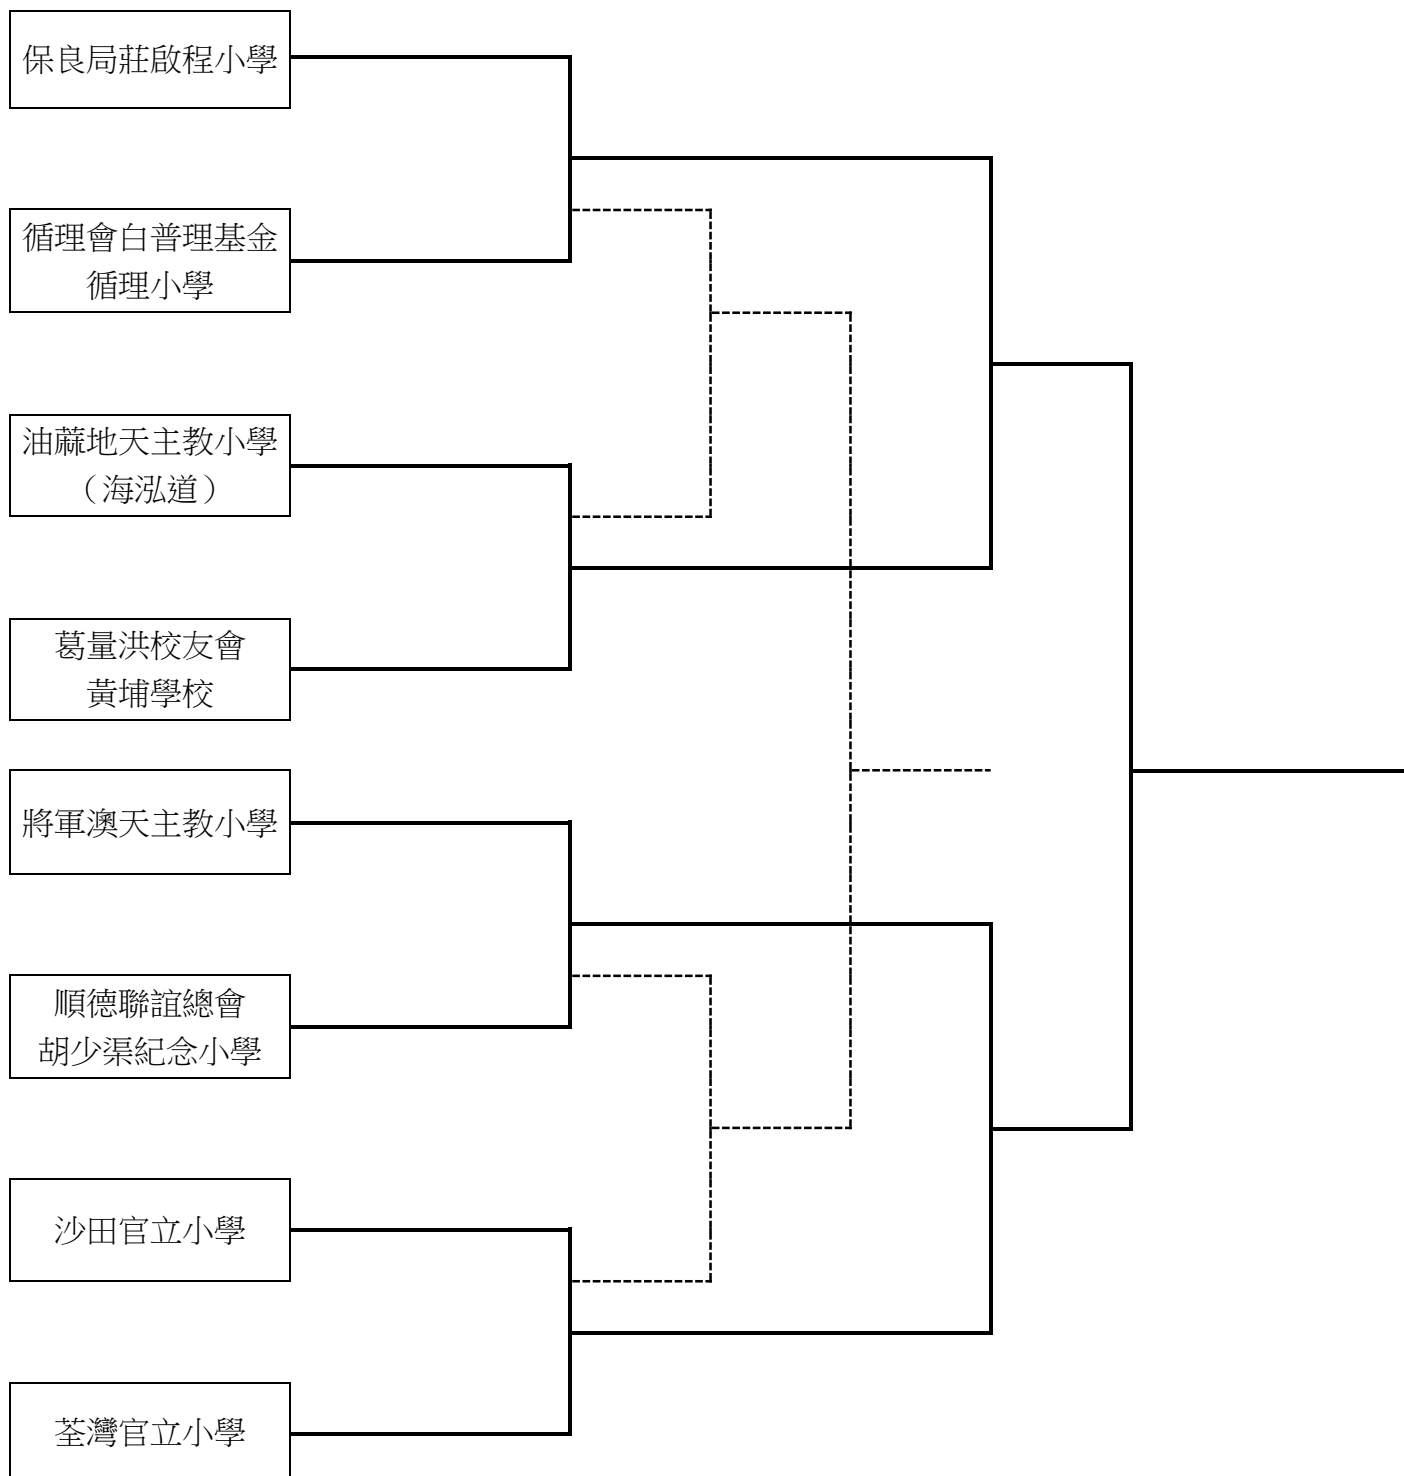 保良局莊啟程小學
循理會白普理基金
循理小學
油蔴地天主教小學
（海泓道）
葛量洪校友會
黃埔學校
將軍澳天主教小學
順德聯誼總會
胡少渠紀念小學
沙田官立小學
荃灣官立小學